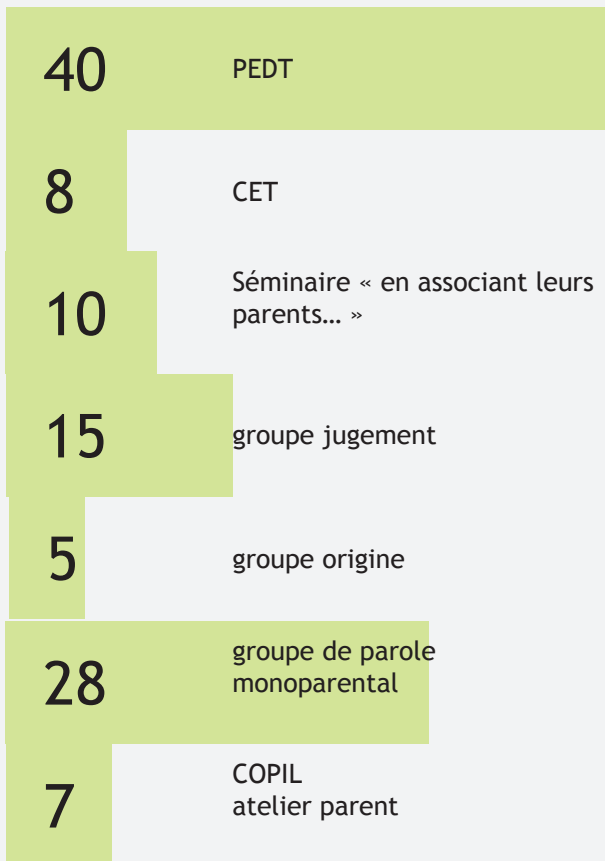 40 PEDT
8 CET
10 Séminaire « en associant leurs
parents… »
15 groupe jugement
5 groupe origine
28 groupe de parole
monoparental
7 COPIL
atelier parent